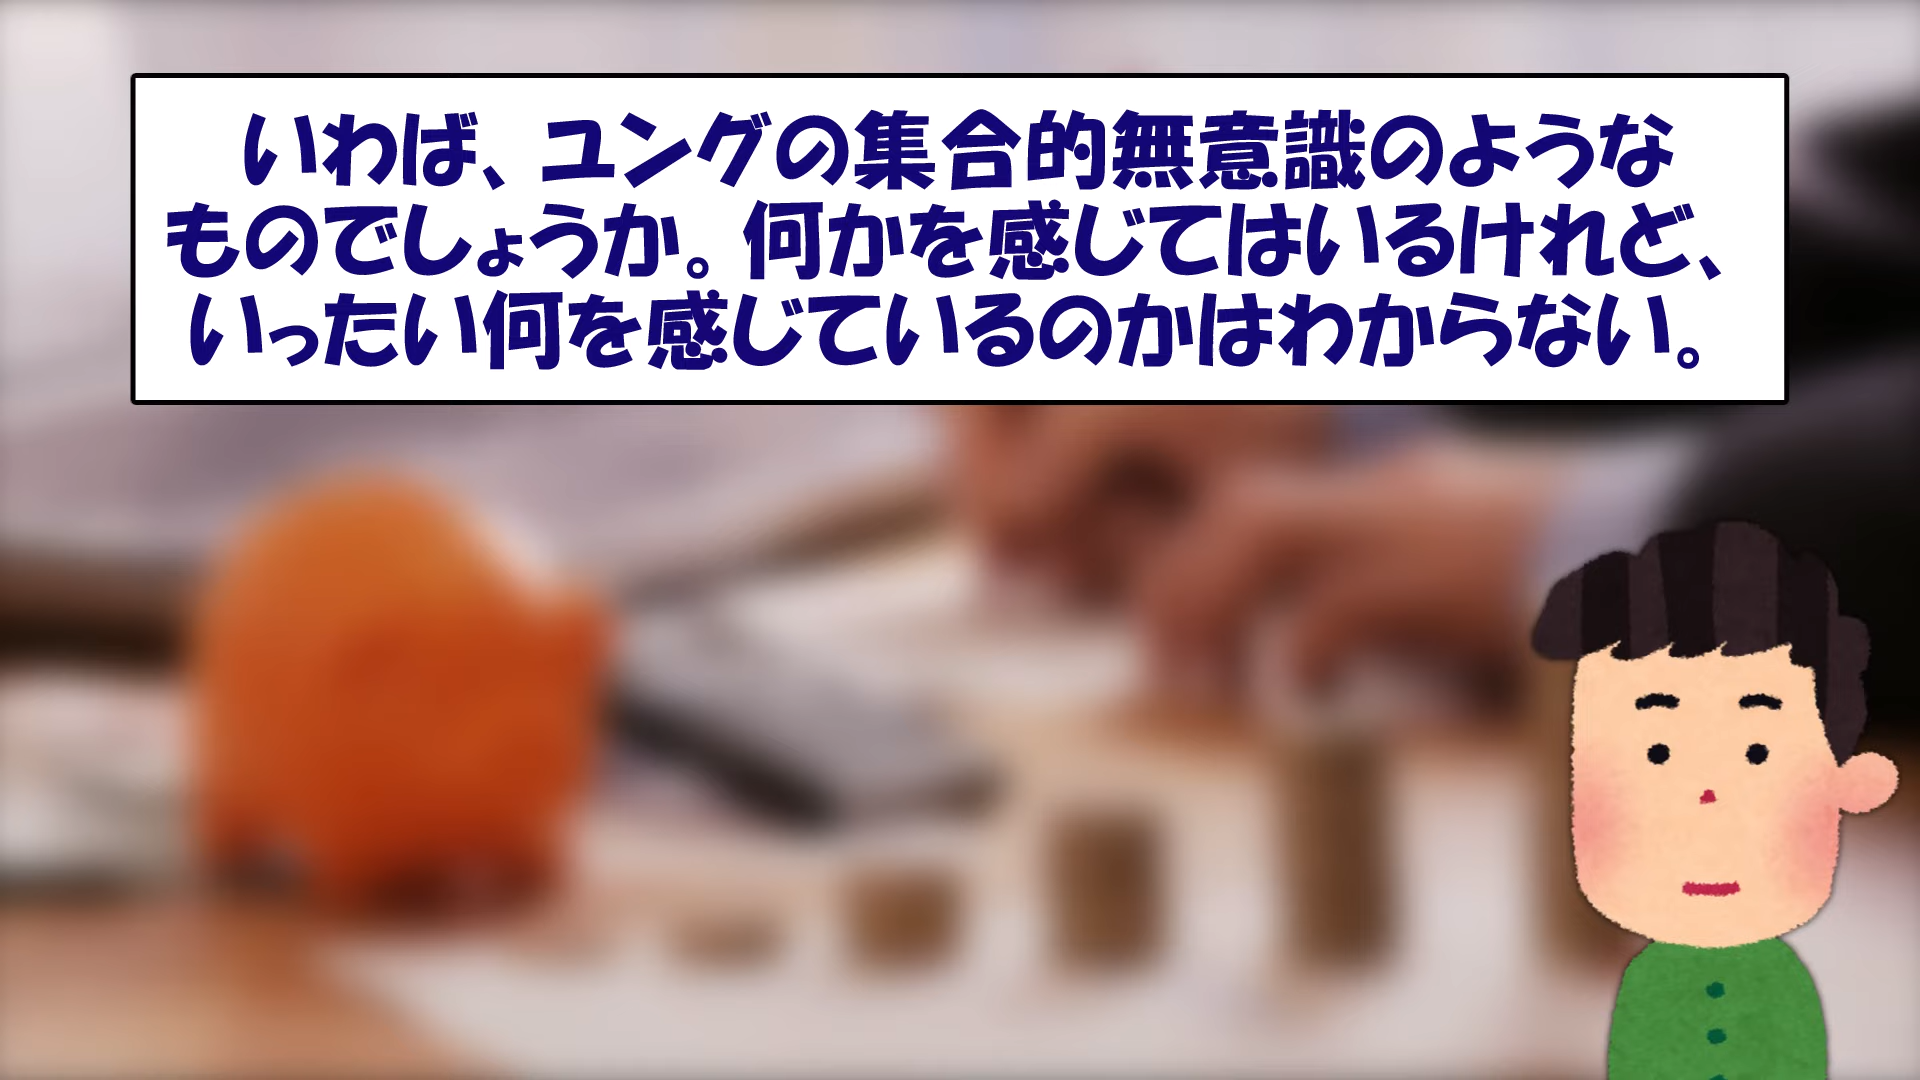 いわば、ユングの集合的無意識のような
ものでしょうか。何かを感じてはいるけれど、
いったい何を感じているのかはわからない。